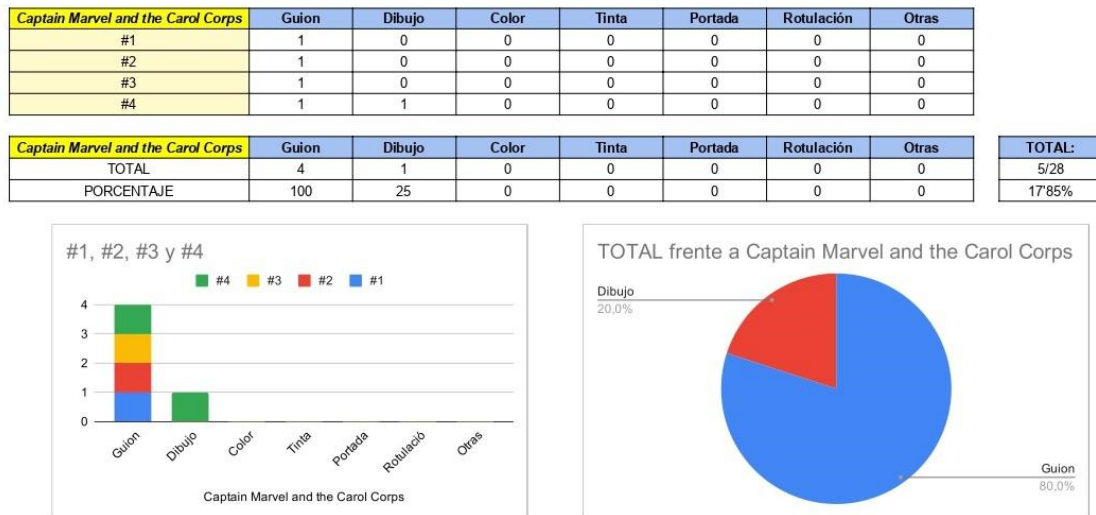 Captain Marvel and the Carol Corps Guion Dibujo Color Tinta Portada Rotulación Otras
#1 1 0 0 0 0 0 0
#2 1 0 0 0 0 0 0
#3 1 0 0 0 0 0 0
#4 1 1 0 0 0 0 0
Captain Marvel and the Carol Corps Guion Dibujo Color Tinta Portada Rotulación Otras TOTAL:
TOTAL 4 1 0 0 0 0 0 5/28
PORCENTAJE 100 25 0 0 0 0 0 17'85%
#1, #2, #3 y #4
#4 #3 #2 #1
4
3
2
1
0
Guion Dibujo Color Tinta Portada Rotulació Otras
Captain Marvel and the Carol Corps
TOTAL frente a Captain Marvel and the Carol Corps
Dibujo
20,0%
Guion
80,0%